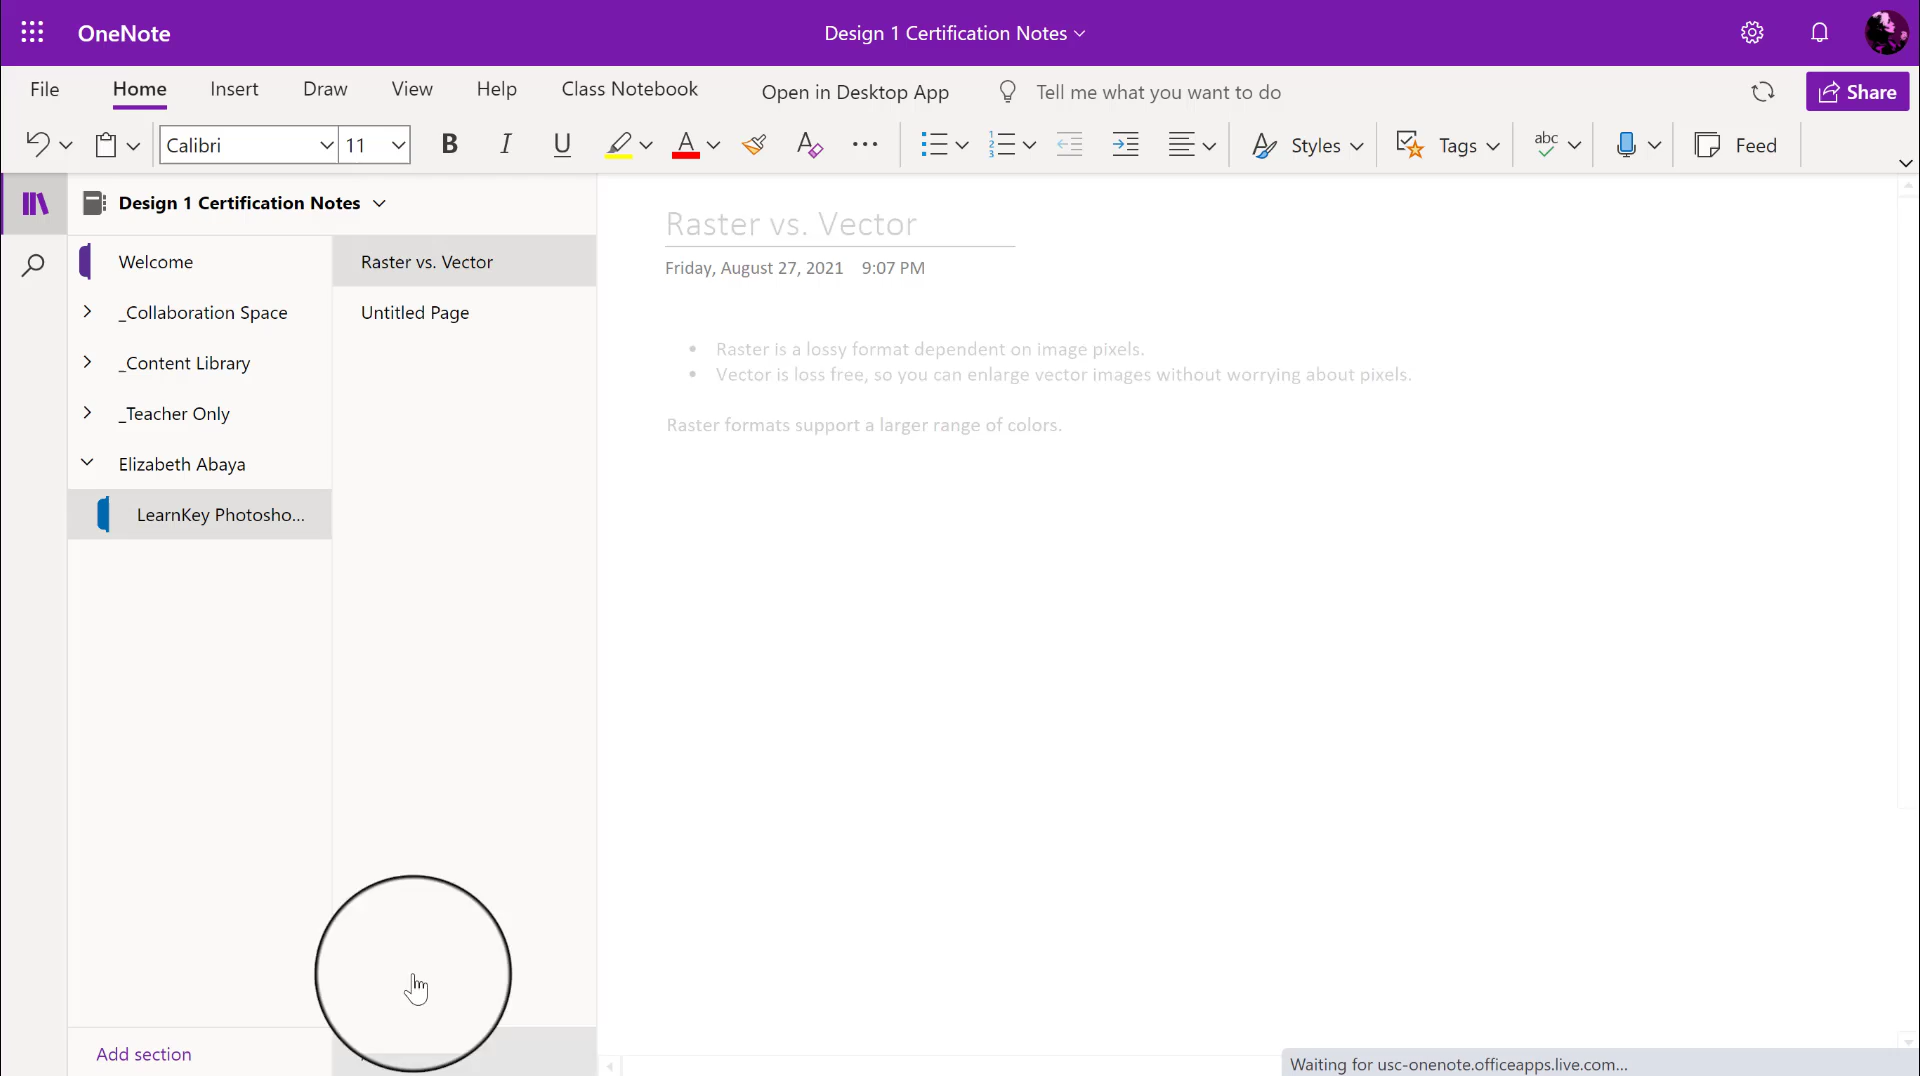 OneNote
Design 1 Certification Notes
File Home Insert Draw View Help Class Notebook Open in Desktop App Tell me what you want to do Share
Calibri 11 B I U A A abc Styles Tags Feed
Design 1 Certification Notes
Welcome
_Collaboration Space
_Content Library
_Teacher Only
Elizabeth Abaya
LearnKey Photosho...
Add section
Raster vs. Vector
Untitled Page
Raster vs. Vector
Friday, August 27, 2021 9:07 PM
• Raster is a lossy format dependent on image pixels.
• Vector is loss free, so you can enlarge vector images without worrying about pixels.
Raster formats support a larger range of colors.
Waiting for usc-onenote.officeapps.live.com...